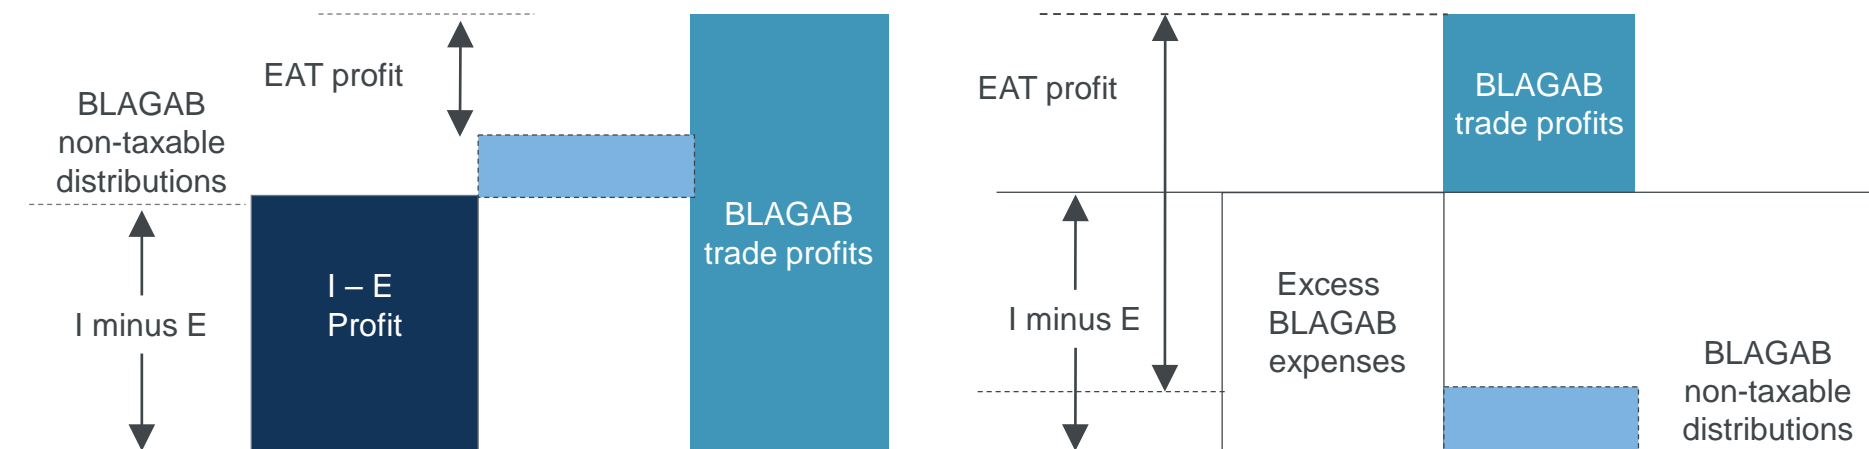 EAT profit
BLAGAB
non-taxable
distributions
I – E
Profit
I minus E
BLAGAB
trade profits
EAT profit
BLAGAB
trade profits
I minus E
Excess
BLAGAB
expenses
BLAGAB
non-taxable
distributions